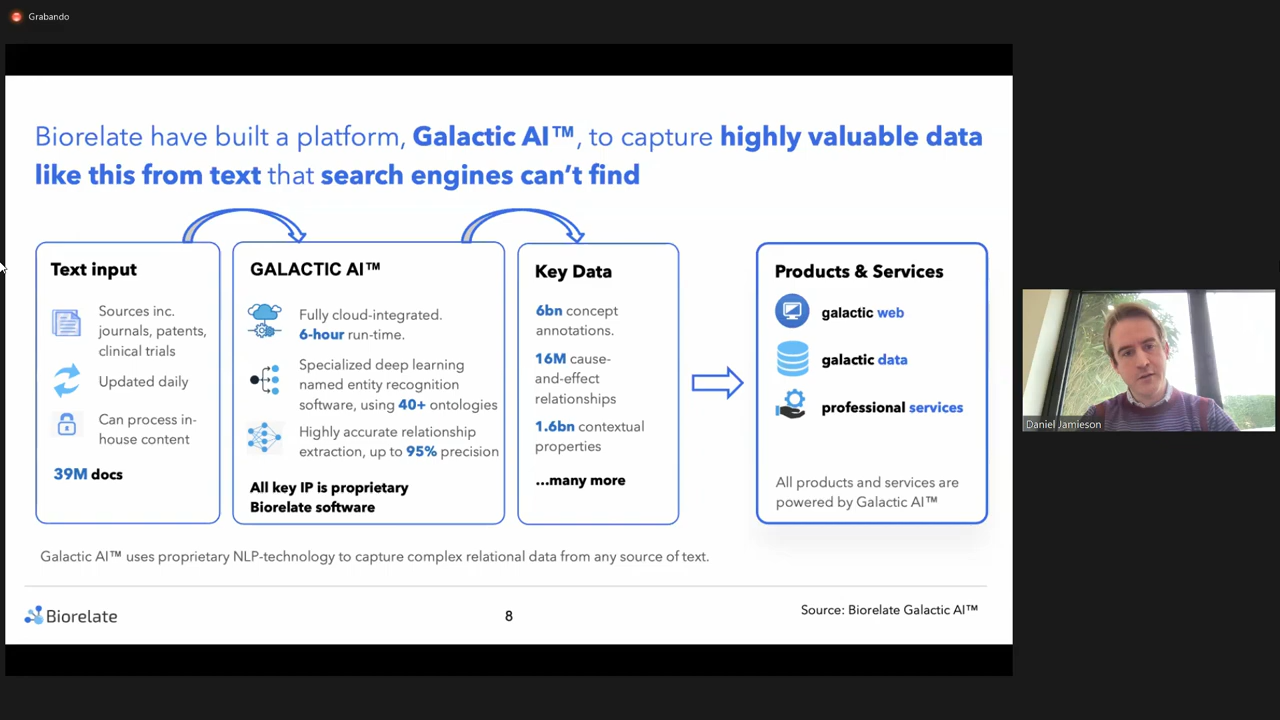 Grabando
Biorelate have built a platform, Galactic AI™, to capture highly valuable data
like this from text that search engines can't find
Text input
Sources inc.
journals, patents,
clinical trials
Updated daily
Can process in-
house content
39M docs
GALACTIC AI™
Fully cloud-integrated.
6-hour run-time.
Specialized deep learning
named entity recognition
software, using 40+ ontologies
Highly accurate relationship
extraction, up to 95% precision
All key IP is proprietary
Biorelate software
Key Data
6bn concept
annotations.
16M cause-
and-effect
relationships
1.6bn contextual
properties
...many more
Products & Services
galactic web
galactic data
professional services
All products and services are
powered by Galactic AI™
Galactic AI™ uses proprietary NLP-technology to capture complex relational data from any source of text.
Biorelate
8
Source: Biorelate Galactic AI™
Daniel Jamieson